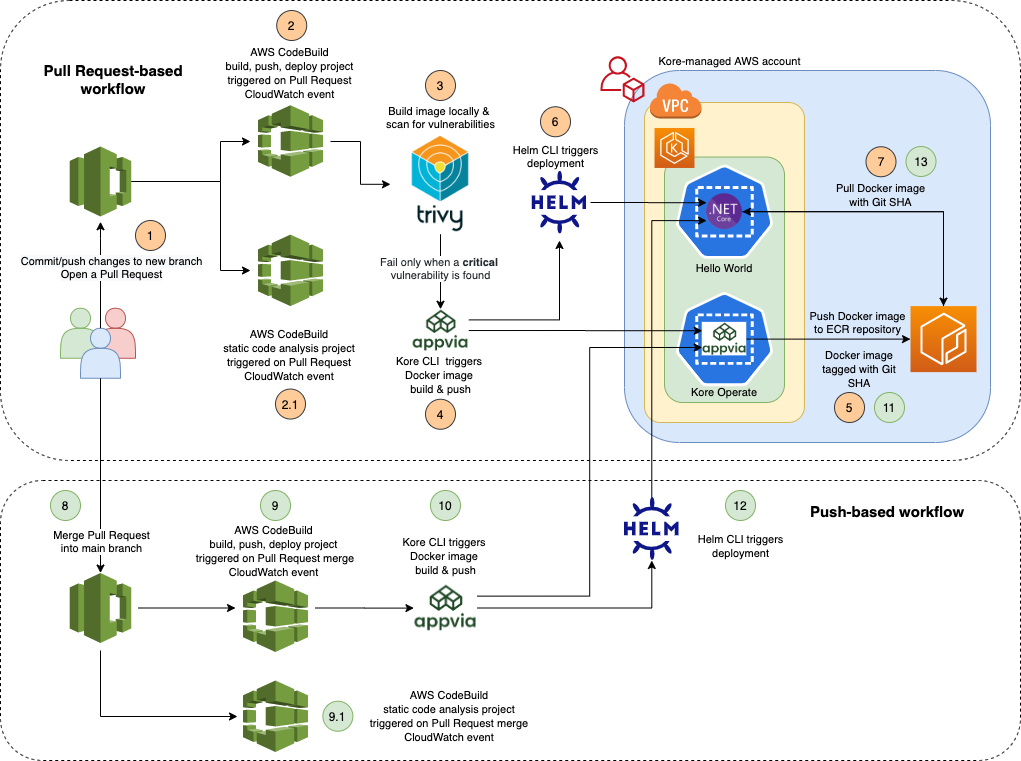 Pull Request-based
workflow
2
AWS CodeBuild
build, push, deploy project
triggered on Pull Request
CloudWatch event
3
Build image locally &
scan for vulnerabilities
trivy
6
Helm CLI triggers
deployment
HELM
Kore-managed AWS account
VPC
K
.NET
Core
Hello World
7
13
Pull Docker image
with Git SHA
1
Commit/push changes to new branch
Open a Pull Request
Fail only when a critical
vulnerability is found
appvia
Kore CLI triggers
Docker image
build & push
4
AWS CodeBuild
static code analysis project
triggered on Pull Request
CloudWatch event
2.1
appvia
Kore Operate
Push Docker image
to ECR repository
Docker image
tagged with Git
SHA
5
11
8
Merge Pull Request
into main branch
9
AWS CodeBuild
build, push, deploy project
triggered on Pull Request merge
CloudWatch event
10
Kore CLI triggers
Docker image
build & push
appvia
HELM
12
Helm CLI triggers
deployment
Push-based workflow
9.1
AWS CodeBuild
static code analysis project
triggered on Pull Request merge
CloudWatch event